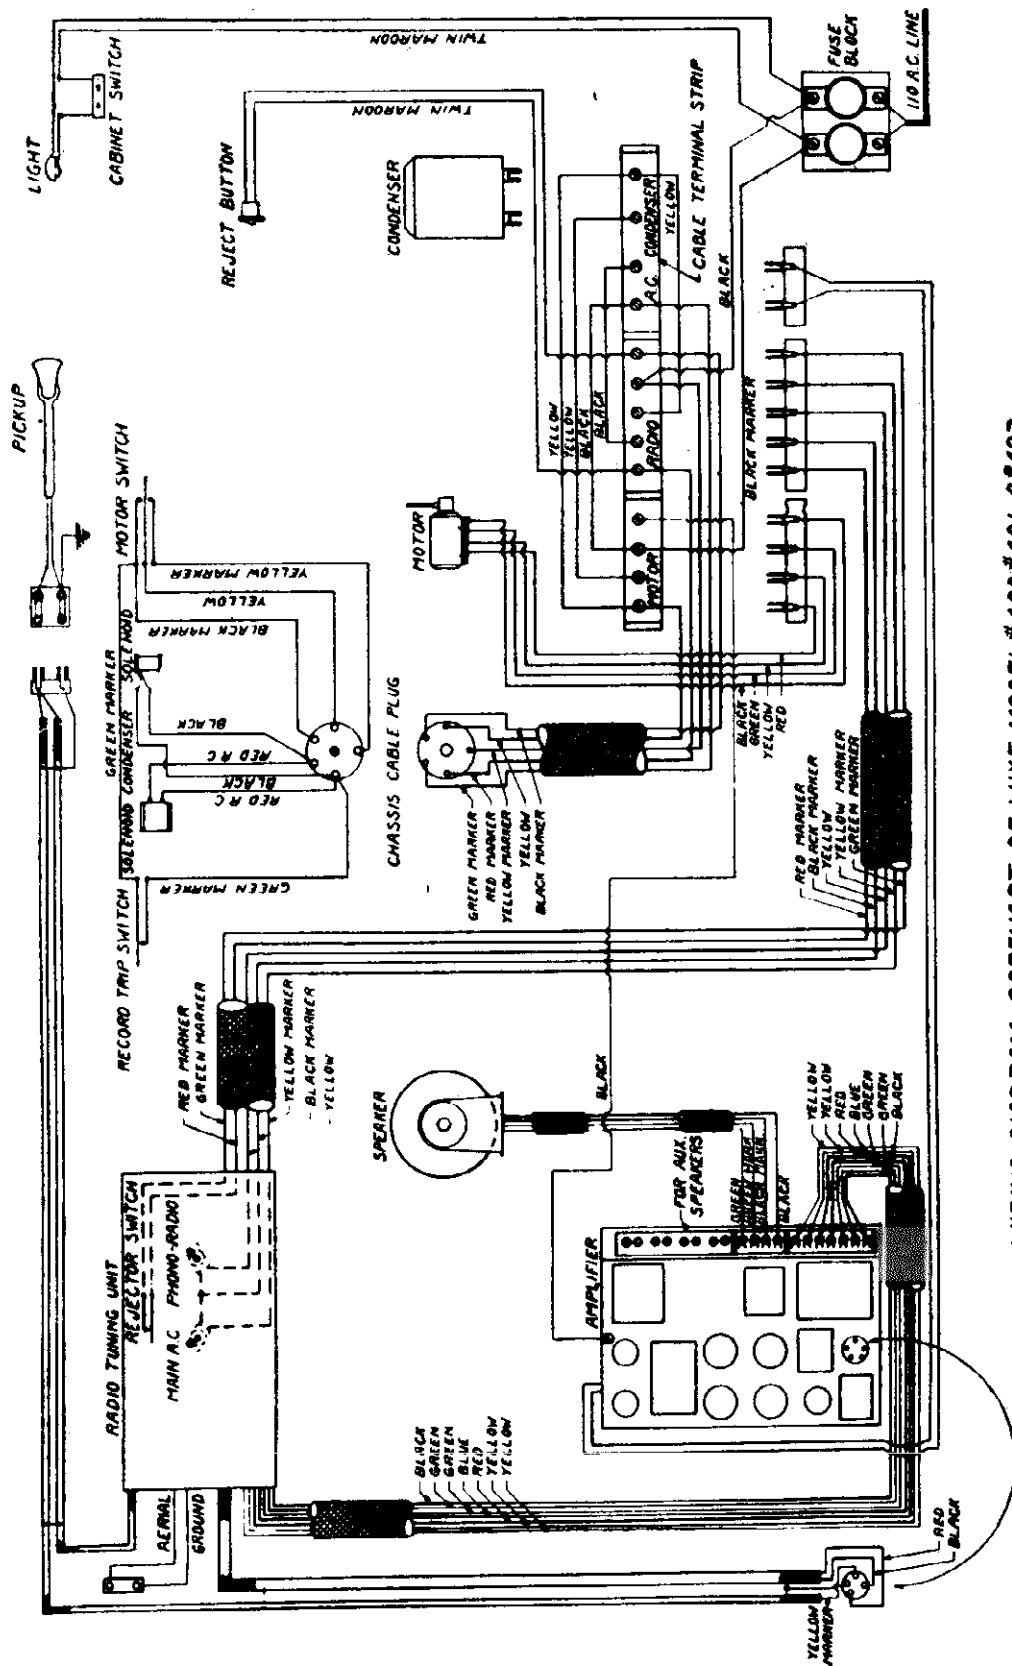 LIGHT
CABINET SWITCH
TWIN MAROON
FUSE
BLOCK
110 A.C. LINE
REJECT BUTTON
TWIN MAROON
CONDENSER
CABLE TERMINAL STRIP
A.C. CONDENSER
YELLOW
BLACK
RADIO
MOTOR
YELLOW
YELLOW
BLACK
BLACK
BLACK MARKER
PICKUP
MOTOR SWITCH
YELLOW MARKER
YELLOW
BLACK MARKER
SOLENOID
GREEN MARKER
SOLENOID CONDENSER
BLACK
RED A C
BLACK
RED A C
GREEN MARKER
RECORD TRIP SWITCH
MOTOR
BLACK
GREEN
YELLOW
RED
CHASSIS CABLE PLUG
GREEN MARKER
RED MARKER
YELLOW MARKER
YELLOW
BLACK MARKER
RED MARKER
BLACK MARKER
YELLOW
YELLOW MARKER
GREEN MARKER
RED MARKER
GREEN MARKER
YELLOW MARKER
BLACK MARKER
YELLOW
RADIO TUNING UNIT
REJECTOR SWITCH
MAIN A.C PHONO-RADIO
AERIAL
GROUND
SPEAKER
BLACK
FOR AUX.
SPEAKERS
GREEN
BLACK
AMPLIFIER
YELLOW
YELLOW
RED
BLUE
GREEN
GREEN
BLACK
BLACK
GREEN
GREEN
BLUE
RED
YELLOW
YELLOW
RED
BLACK
YELLOW
MARKER